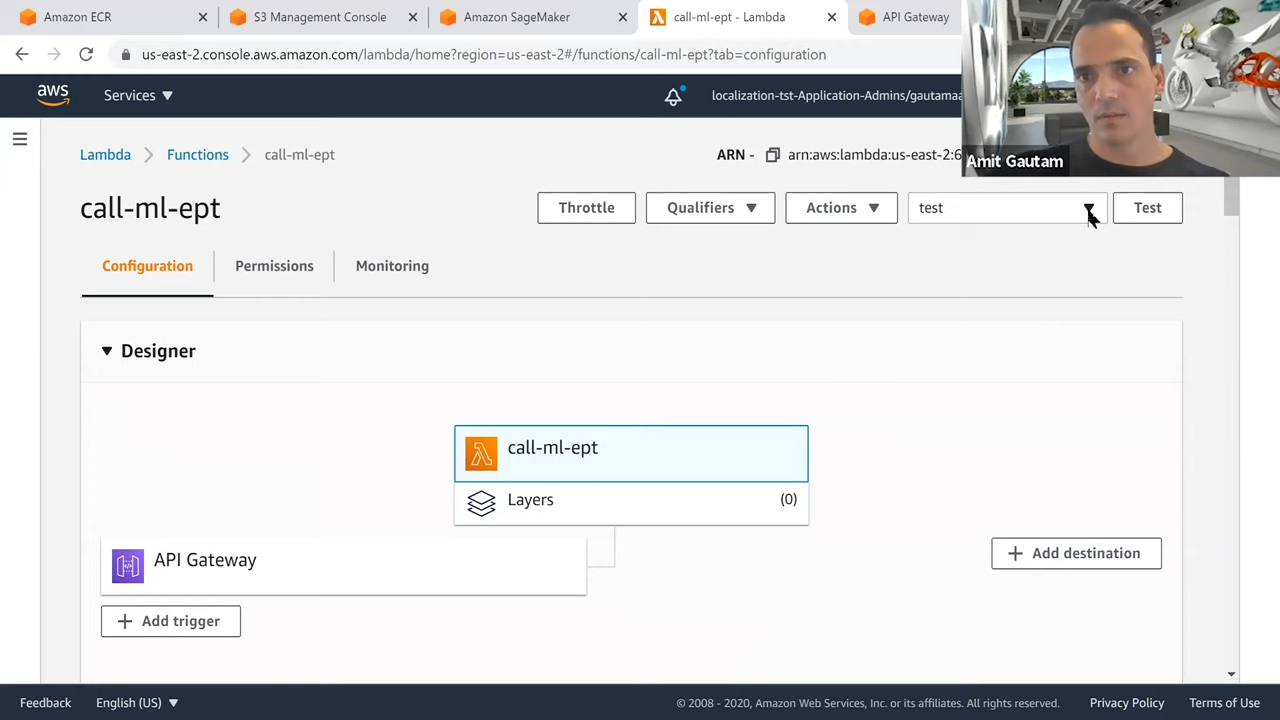 Amazon ECR
S3 Management Console
Amazon SageMaker
call-ml-ept - Lambda
API Gateway
us-east-2.console.aws.amazon.com/lambda/home?region=us-east-2#/functions/call-ml-ept?tab=configuration
aws
Services
localization-tst-Application-Admins/gautamaa
Amit Gautam
Lambda
Functions
call-ml-ept
ARN -
arn:aws:lambda:us-east-2:6
call-ml-ept
Throttle
Qualifiers
Actions
test
Test
Configuration
Permissions
Monitoring
Designer
call-ml-ept
Layers
(0)
API Gateway
+ Add destination
+ Add trigger
Feedback
English (US)
© 2008 - 2020, Amazon Web Services, Inc. or its affiliates. All rights reserved.
Privacy Policy
Terms of Use